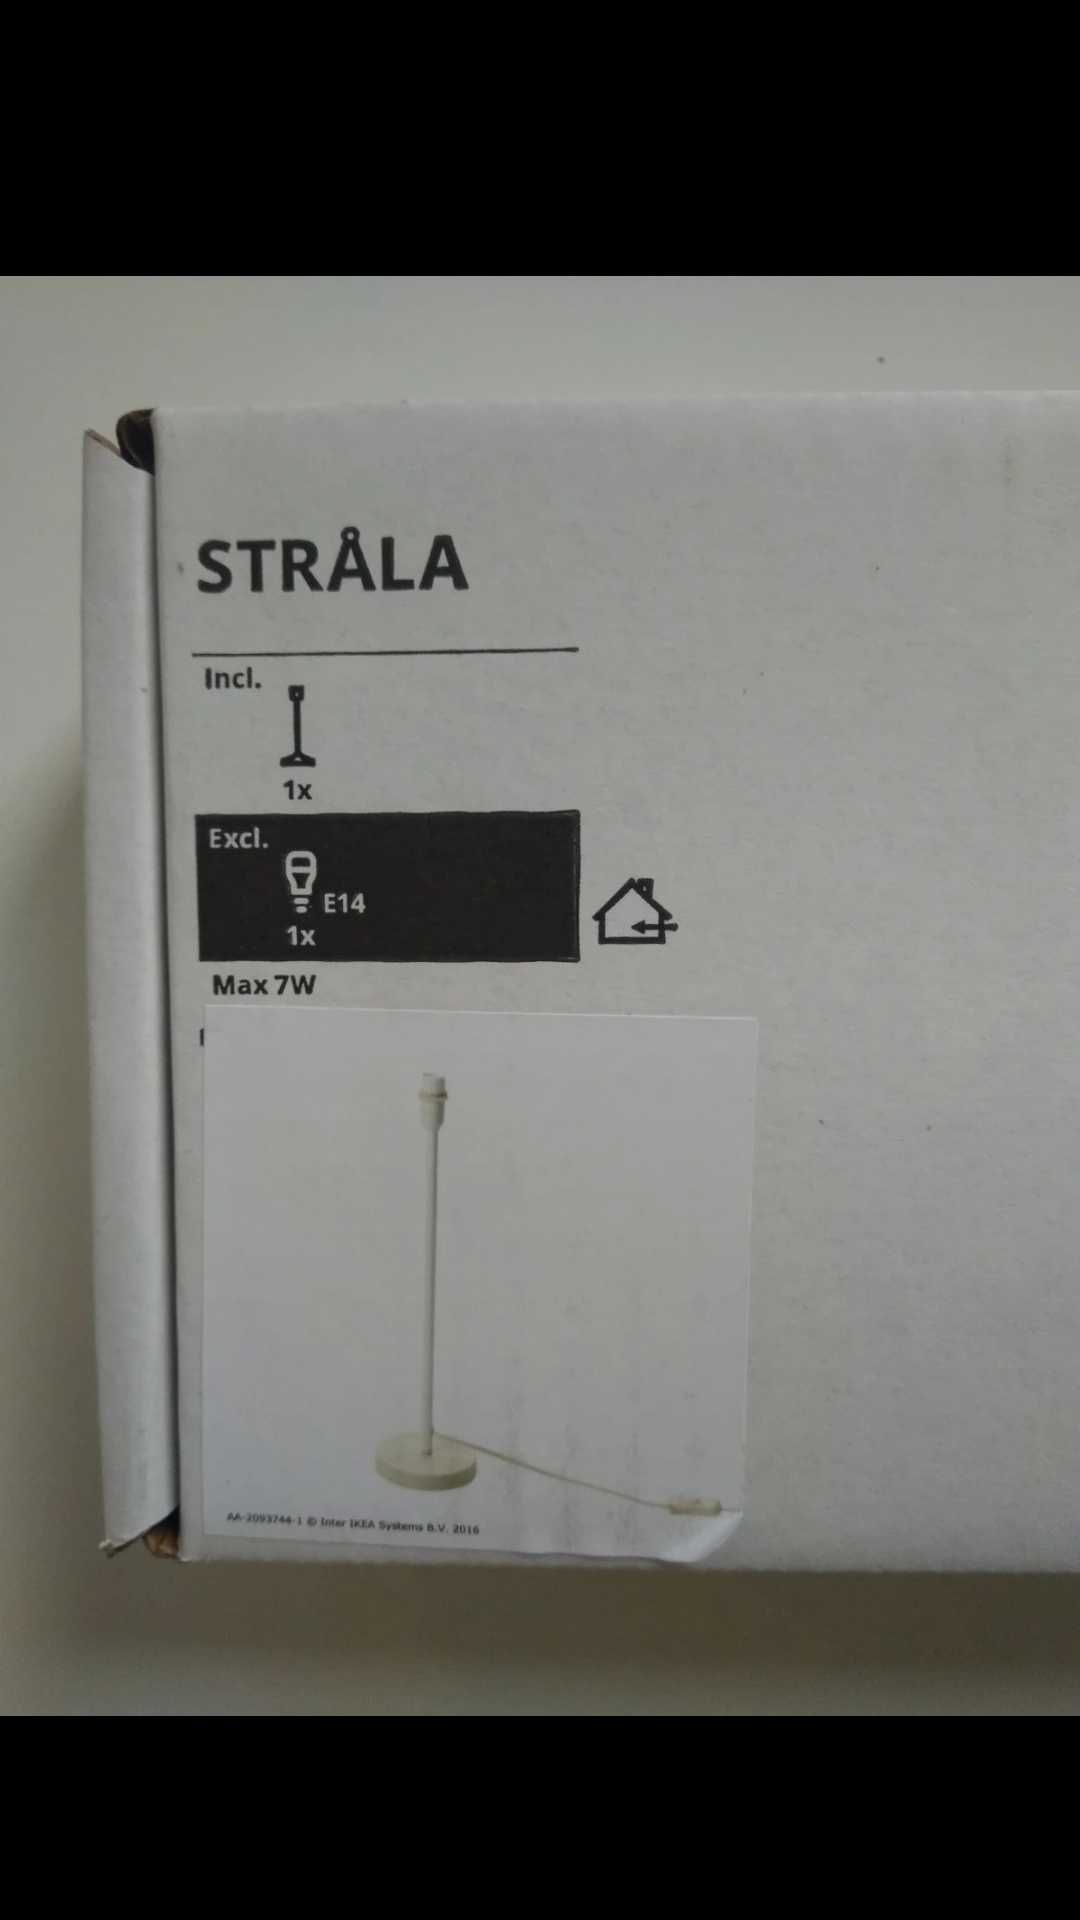 STRÅLA
Incl.
1x
Excl.
E14
1x
Max 7W
AA-2093744-1 © Inter IKEA Systems B.V. 2016